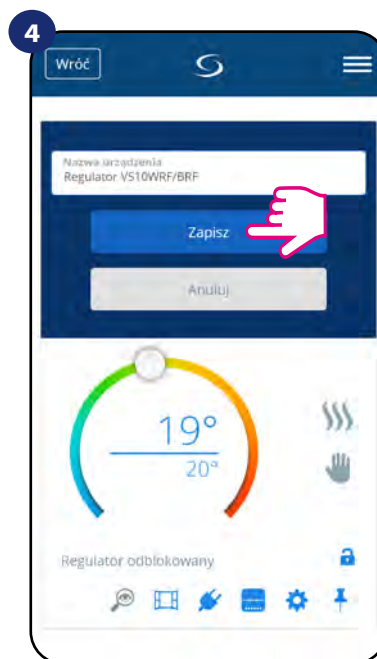 4
Wróć
Nazwa urządzenia
Regulator VS10WRF/BRF
Zapisz
Anuluj
19°
20°
Regulator odblokowany